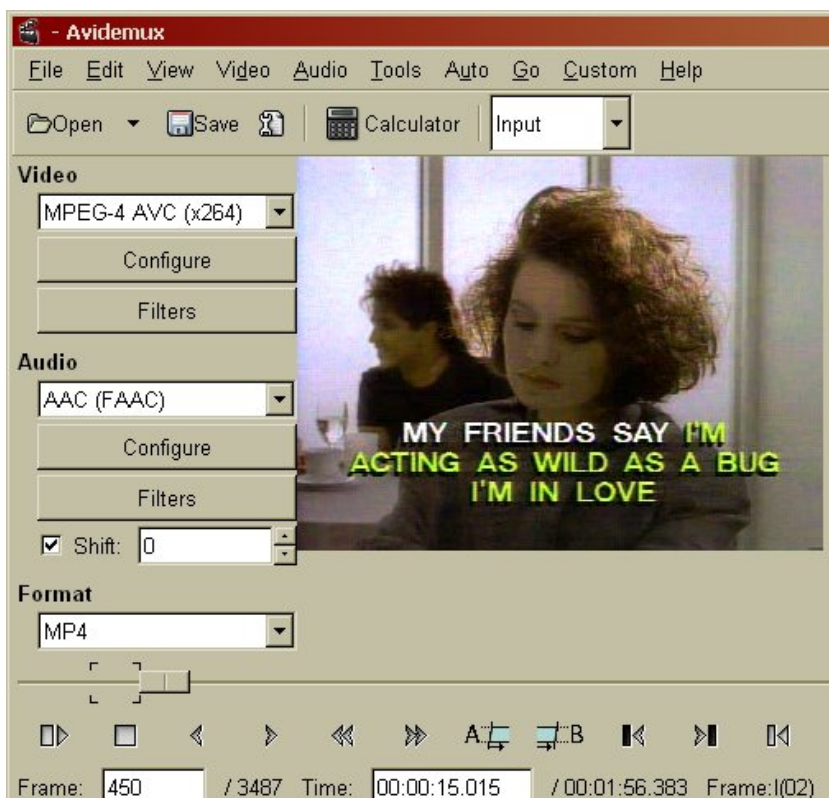 - Avidemux
File Edit View Video Audio Tools Auto Go Custom Help
Open Save Calculator Input
Video
MPEG-4 AVC (x264)
Configure
Filters
Audio
AAC (FAAC)
Configure
Filters
Shift: 0
MY FRIENDS SAY I'M
ACTING AS WILD AS A BUG
I'M IN LOVE
Format
MP4
A B
Frame: 450 / 3487 Time: 00:00:15.015 / 00:01:56.383 Frame:I(02)